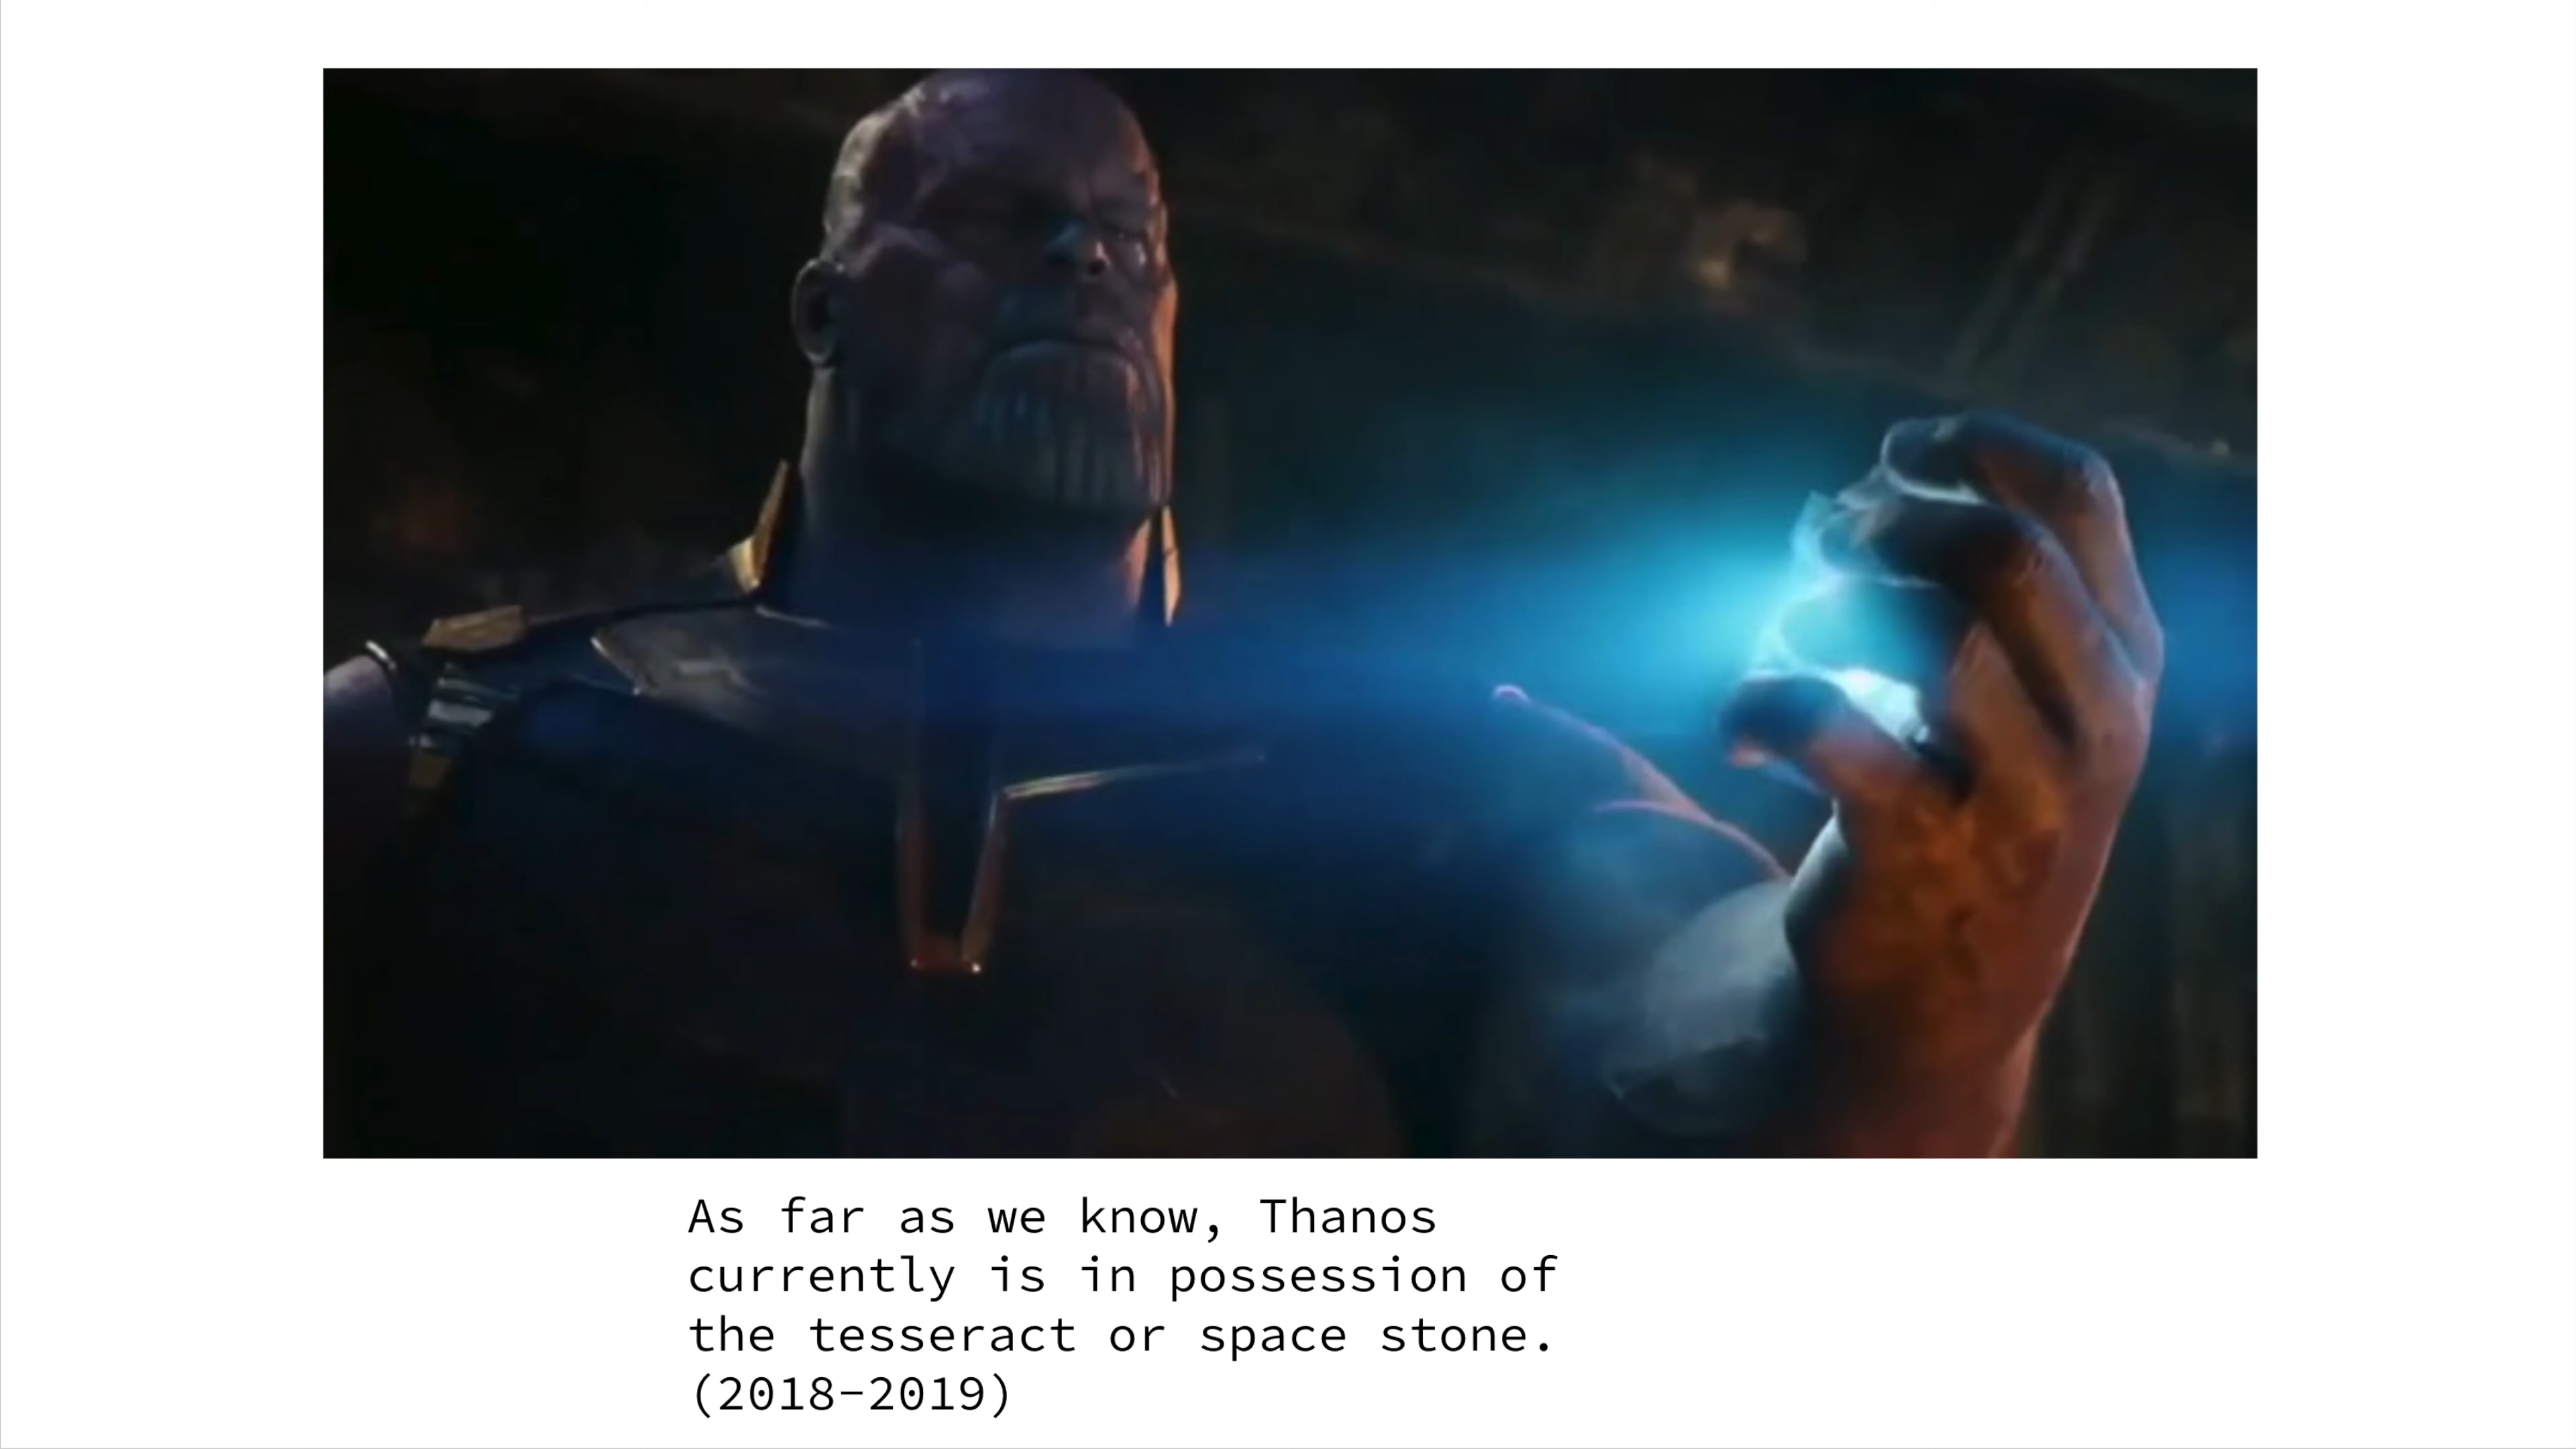 As far as we know, Thanos
currently is in possession of
the tesseract or space stone.
(2018-2019)